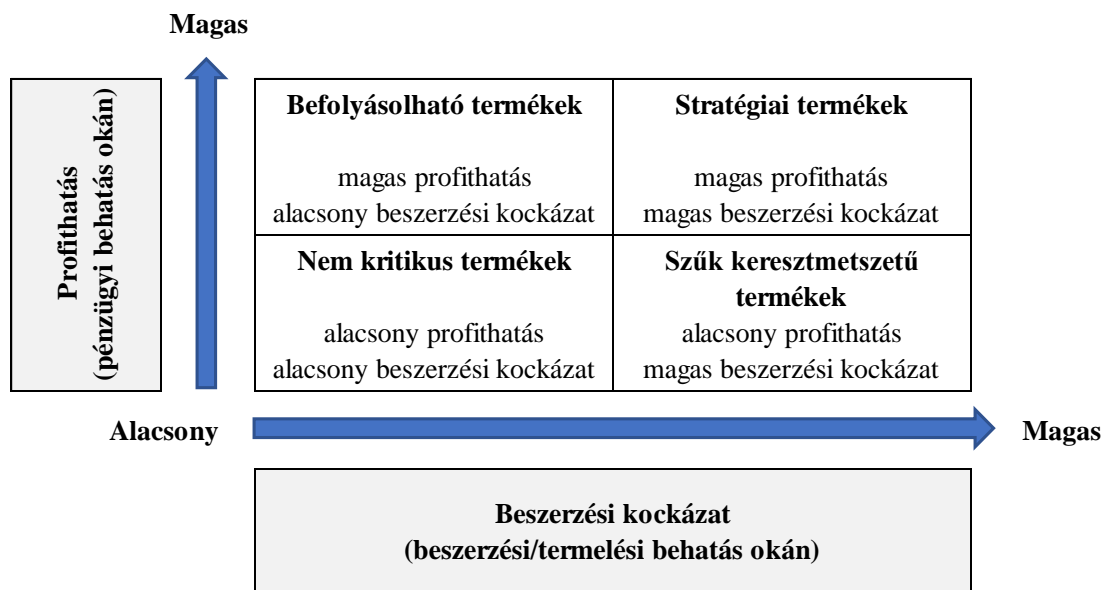 Magas
Profithatás
(pénzügyi behatás okán)
Befolyásolható termékek
magas profithatás
alacsony beszerzési kockázat
Stratégiai termékek
magas profithatás
magas beszerzési kockázat
Nem kritikus termékek
alacsony profithatás
alacsony beszerzési kockázat
Szűk keresztmetszetű
termékek
alacsony profithatás
magas beszerzési kockázat
Alacsony
Magas
Beszerzési kockázat
(beszerzési/termelési behatás okán)